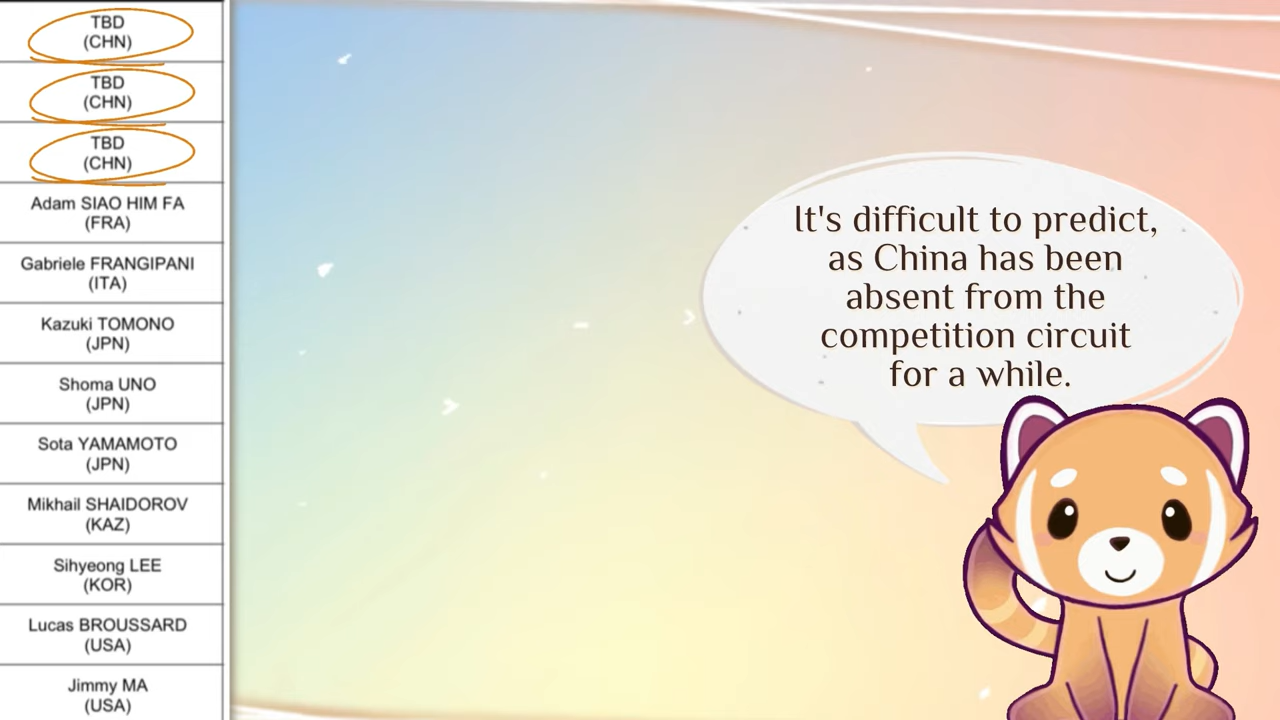 TBD
(CHN)
TBD
(CHN)
TBD
(CHN)
Adam SIAO HIM FA
(FRA)
Gabriele FRANGIPANI
(ITA)
Kazuki TOMONO
(JPN)
Shoma UNO
(JPN)
Sota YAMAMOTO
(JPN)
Mikhail SHAIDOROV
(KAZ)
Sihyeong LEE
(KOR)
Lucas BROUSSARD
(USA)
Jimmy MA
(USA)
It's difficult to predict,
as China has been
absent from the
competition circuit
for a while.